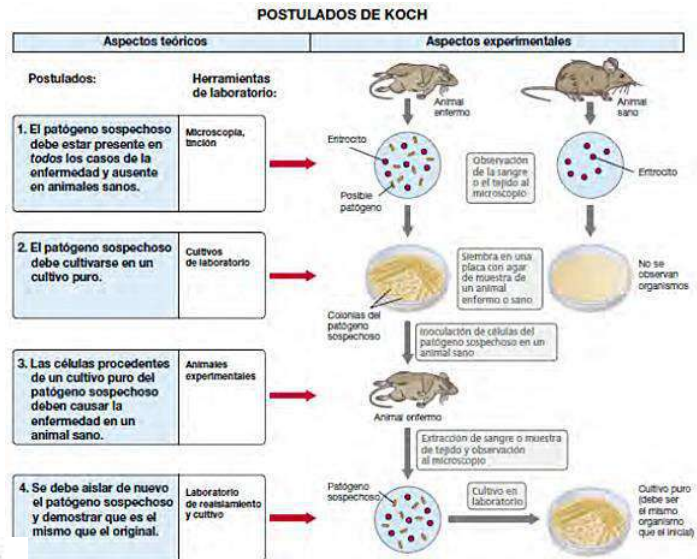 POSTULADOS DE KOCH
Aspectos teóricos
Aspectos experimentales
Postulados:
Herramientas
de laboratorio:
Animal
enfermo
Animal
sano
1. El patógeno sospechoso
debe estar presente en
todos los casos de la
enfermedad y ausente
en animales sanos.
Microscopía,
tinción
Eritrocito
Posible
patógeno
Observación
de la sangre
o el tejido al
microscopio
Eritrocito
2. El patógeno sospechoso
debe cultivarse en un
cultivo puro.
Cultivos
de laboratorio
Colonias del
patógeno
sospechoso
Siembra en una
placa con agar
de muestra de
un animal
enfermo o sano
No se
observan
organismos
Inoculación de células del
patógeno sospechoso en un
animal sano
3. Las células procedentes
de un cultivo puro del
patógeno sospechoso
deben causar la
enfermedad en un
animal sano.
Animales
experimentales
Animal enfermo
Extracción de sangre o muestra
de tejido y observación
al microscopio
4. Se debe aislar de nuevo
el patógeno sospechoso
y demostrar que es el
mismo que el original.
Laboratorio
de reaislamiento
y cultivo
Patógeno
sospechoso
Cultivo en
laboratorio
Cultivo puro
(debe ser
el mismo
organismo
que el inicial)